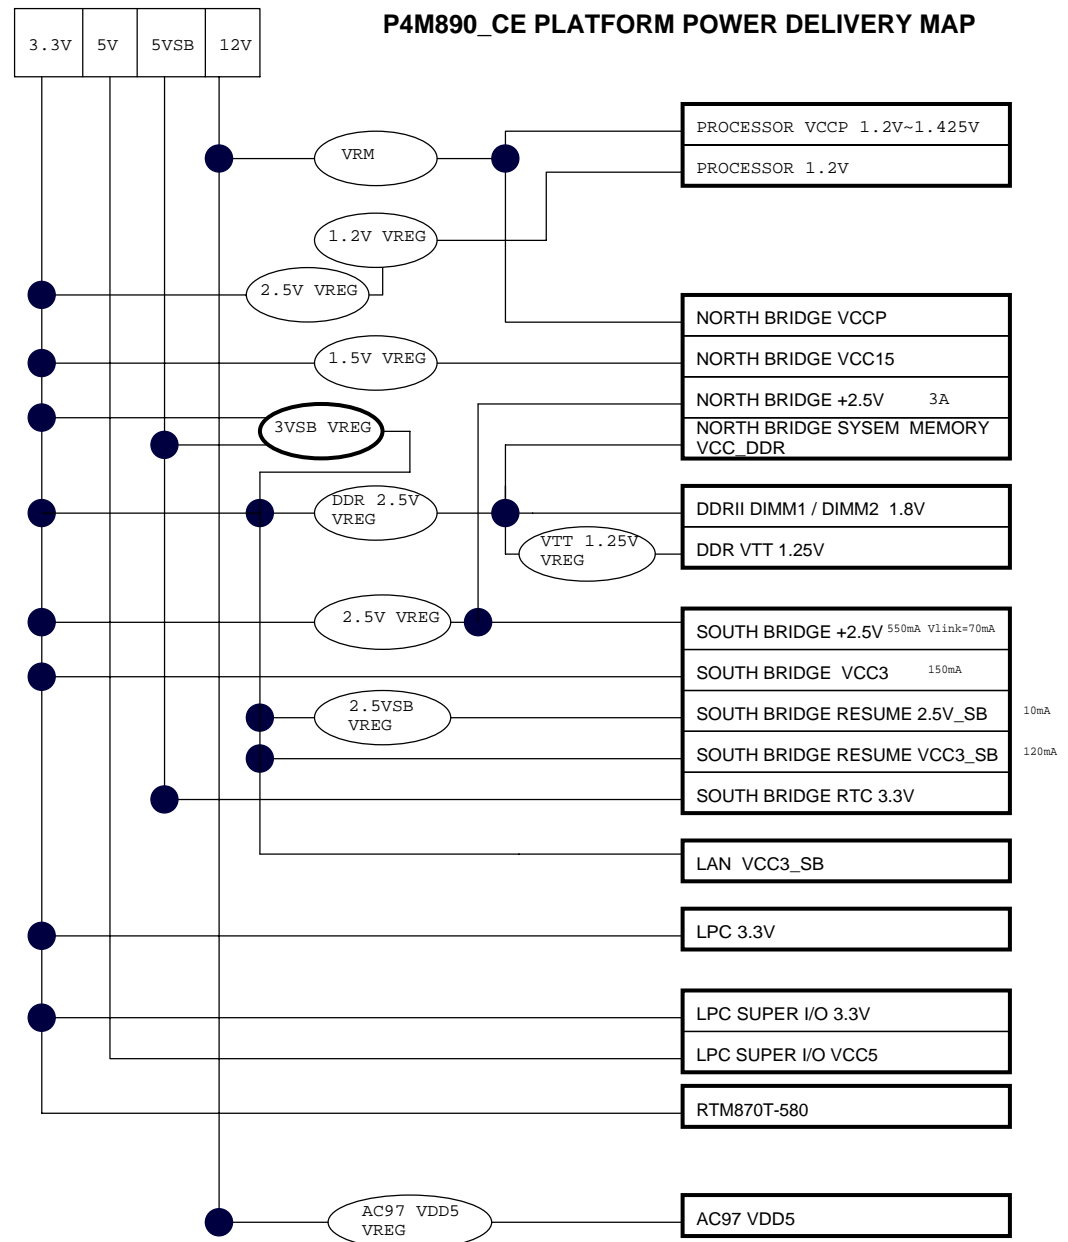 P4M890_CE PLATFORM POWER DELIVERY MAP
3.3V 5V 5VSB 12V
PROCESSOR VCCP 1.2V~1.425V
VRM
PROCESSOR 1.2V
1.2V VREG
2.5V VREG
NORTH BRIDGE VCCP
1.5V VREG
NORTH BRIDGE VCC15
NORTH BRIDGE +2.5V 3A
3VSB VREG
NORTH BRIDGE SYSEM MEMORY
VCC_DDR
DDR 2.5V
VREG
DDRII DIMM1 / DIMM2 1.8V
VTT 1.25V
VREG
DDR VTT 1.25V
2.5V VREG
SOUTH BRIDGE +2.5V 550mA Vlink=70mA
SOUTH BRIDGE VCC3 150mA
2.5VSB
VREG
SOUTH BRIDGE RESUME 2.5V_SB 10mA
SOUTH BRIDGE RESUME VCC3_SB 120mA
SOUTH BRIDGE RTC 3.3V
LAN VCC3_SB
LPC 3.3V
LPC SUPER I/O 3.3V
LPC SUPER I/O VCC5
RTM870T-580
AC97 VDD5
VREG
AC97 VDD5